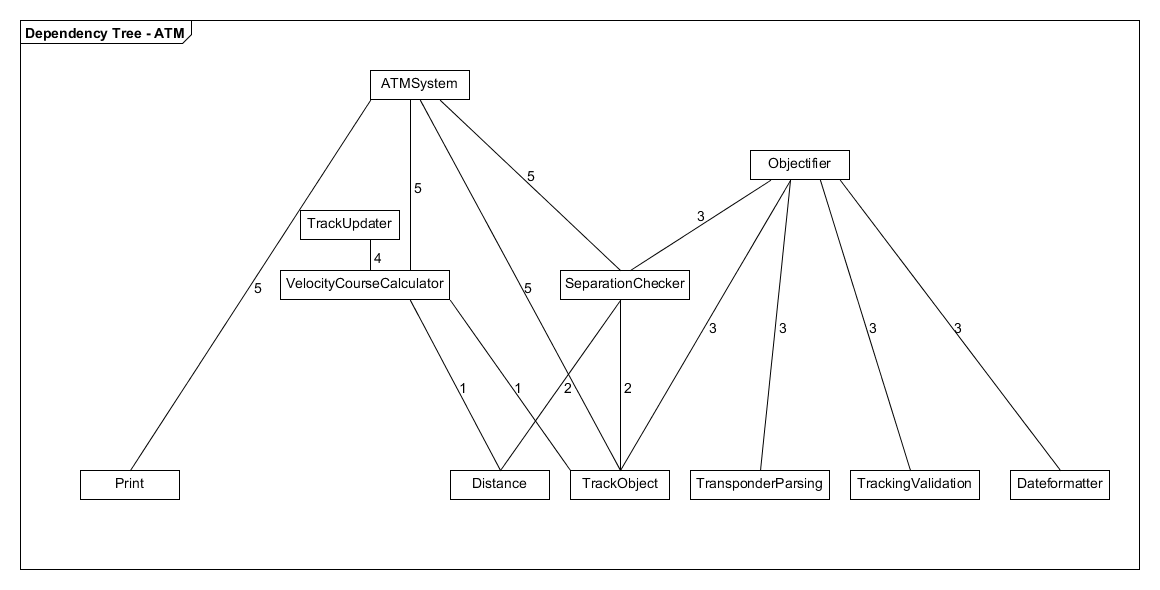 Dependency Tree - ATM
ATMSystem
Objectifier
5
5
3
TrackUpdater
4
5
5
VelocityCourseCalculator
SeparationChecker
3
3
3
3
1
1
2
2
Print
Distance
TrackObject
TransponderParsing
TrackingValidation
Dateformatter